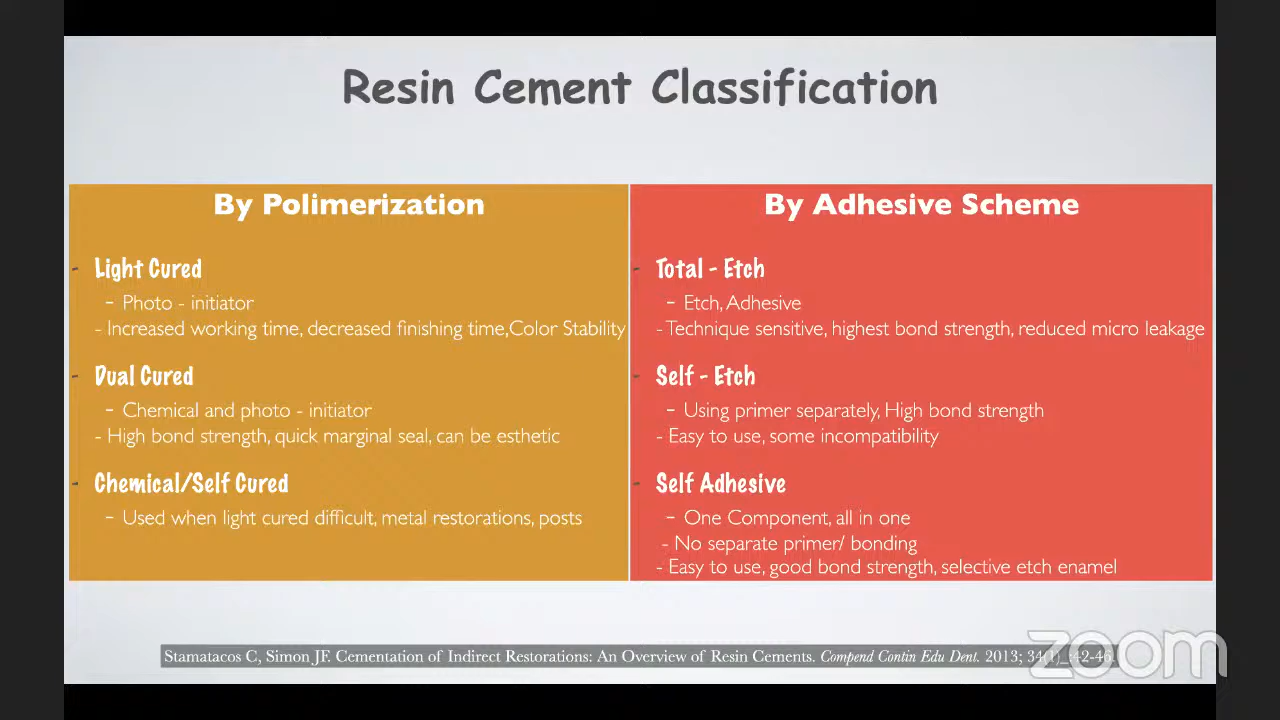 Resin Cement Classification
By Polimerization
- Light Cured
- Photo - initiator
- Increased working time, decreased finishing time,Color Stability
- Dual Cured
- Chemical and photo - initiator
- High bond strength, quick marginal seal, can be esthetic
- Chemical/Self Cured
- Used when light cured difficult, metal restorations, posts
By Adhesive Scheme
- Total - Etch
- Etch, Adhesive
- Technique sensitive, highest bond strength, reduced micro leakage
- Self - Etch
- Using primer separately, High bond strength
- Easy to use, some incompatibility
- Self Adhesive
- One Component, all in one
- No separate primer/ bonding
- Easy to use, good bond strength, selective etch enamel
Stamatacos C, Simon JF. Cementation of Indirect Restorations: An Overview of Resin Cements. Compend Contin Edu Dent. 2013; 34(1)_:42-46.
zoom